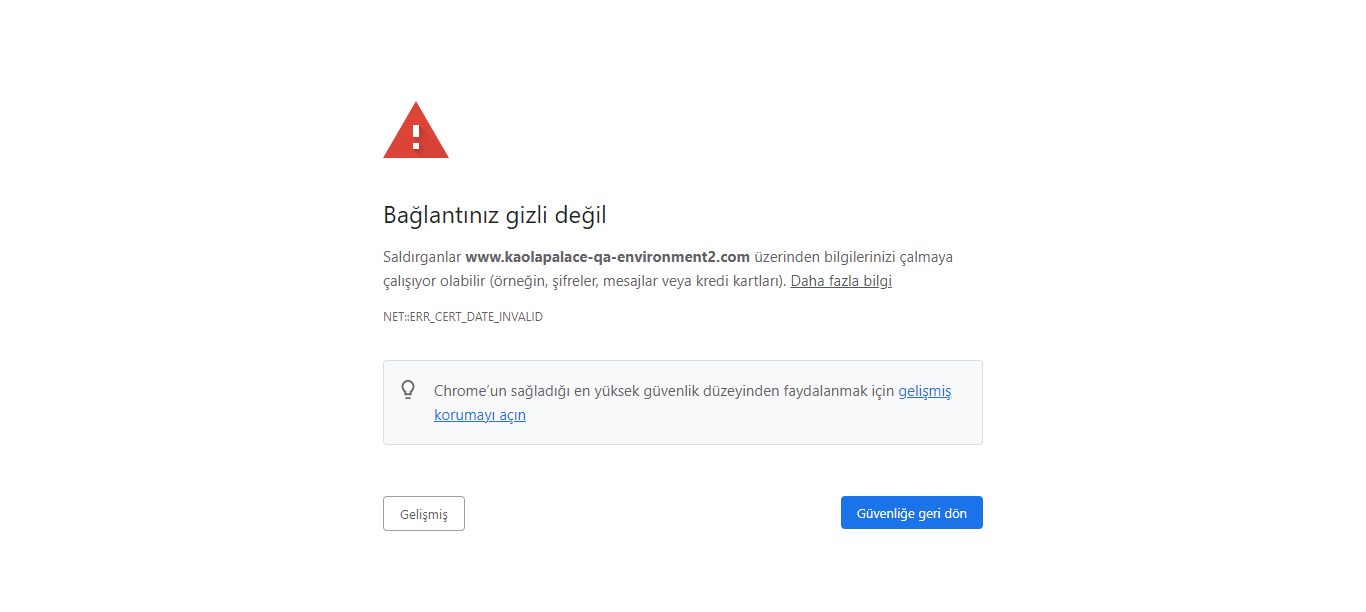 Bağlantınız gizli değil
Saldırganlar www.kaolapalace-qa-environment2.com üzerinden bilgilerinizi çalmaya
çalışıyor olabilir (örneğin, şifreler, mesajlar veya kredi kartları). Daha fazla bilgi
NET::ERR_CERT_DATE_INVALID
Chrome'un sağladığı en yüksek güvenlik düzeyinden faydalanmak için gelişmiş
korumayı açın
Gelişmiş
Güvenliğe geri dön